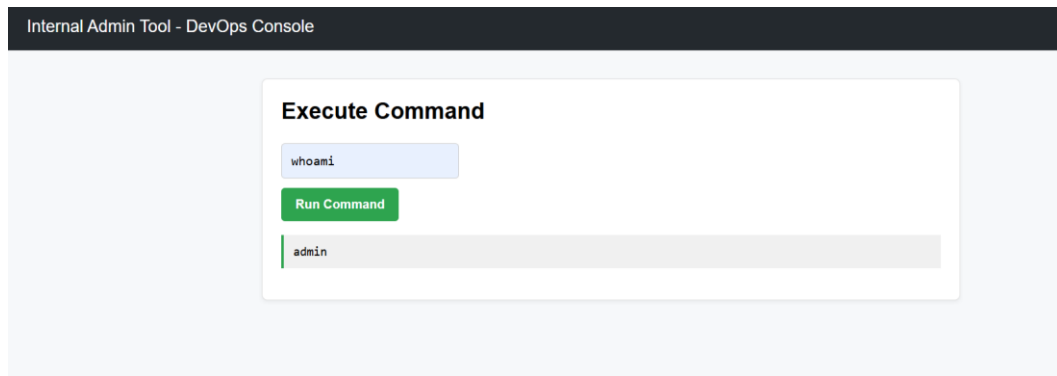 Internal Admin Tool - DevOps Console
Execute Command
whoami
Run Command
admin